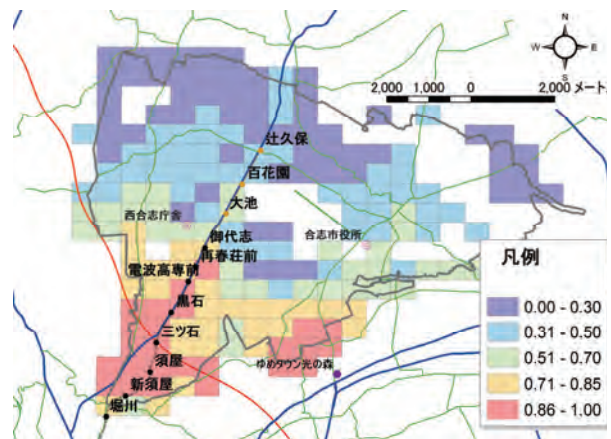 N
W
E
S
2,000 1,000 0 2,000 メートル
辻久保
百花園
大池
西合志庁舎
御代志
合志市役所
再春荘前
電波高専前
黒石
三ツ石
須屋
ゆめタウン光の森
新須屋
堀川
凡例
0.00 - 0.30
0.31 - 0.50
0.51 - 0.70
0.71 - 0.85
0.86 - 1.00